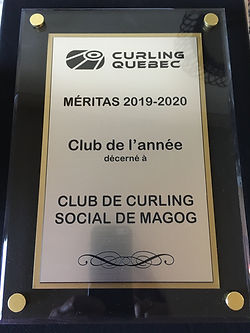 CURLING
QUEBEC
MÉRITAS 2019-2020
Club de l'année
décerné à
CLUB DE CURLING
SOCIAL DE MAGOG